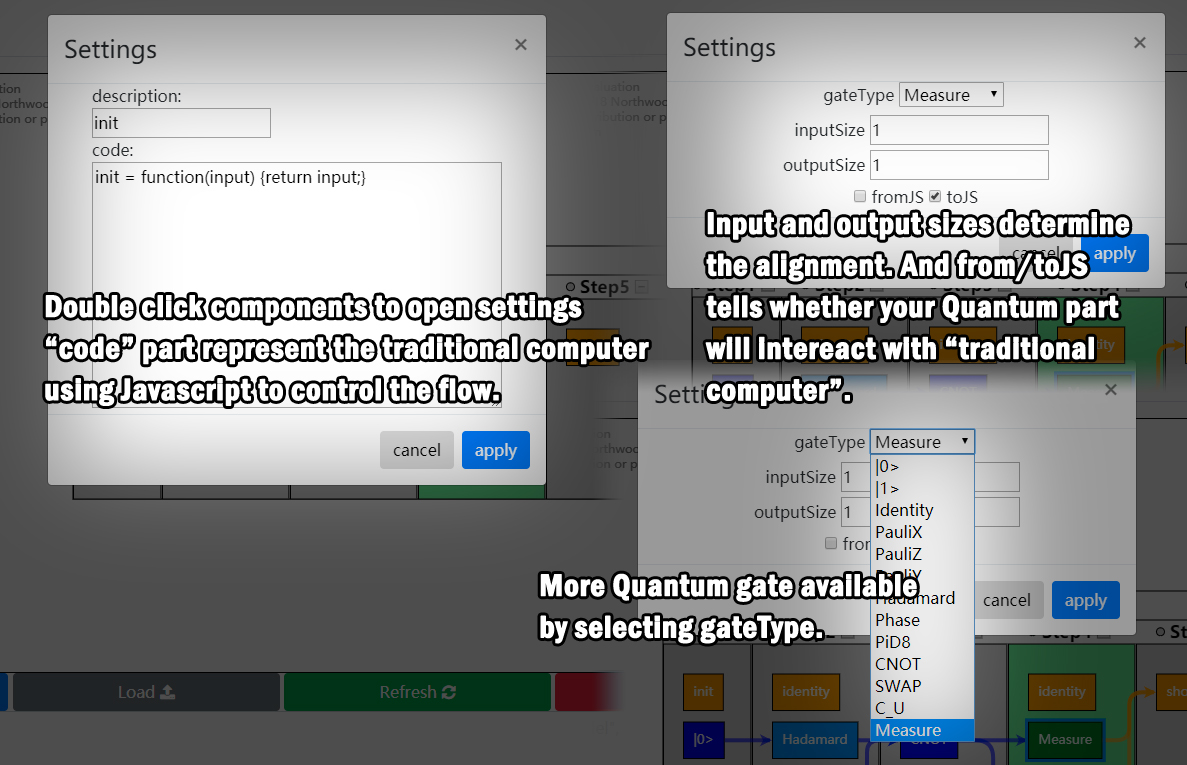 Settings
×
description:
init
code:
init = function(input) {return input;}
Double click components to open settings
“code” part represent the traditional computer
using Javascript to control the flow.
cancel
apply
Settings
×
gateType Measure
inputSize 1
outputSize 1
fromJS toJS
Input and output sizes determine
the alignment. And from/toJS
tells whether your Quantum part
will Intereact with “traditional
computer”.
cancel
apply
Step5
×
gateType Measure
inputSize 1
outputSize 1
|0>
|1>
Identity
PauliX
PauliZ
PauliY
Hadamard
Phase
PiD8
CNOT
SWAP
C_U
Measure
More Quantum gate available
by selecting gateType.
cancel
apply
Load
Refresh
init
identity
identity
|0>
Hadamard
CNOT
Measure